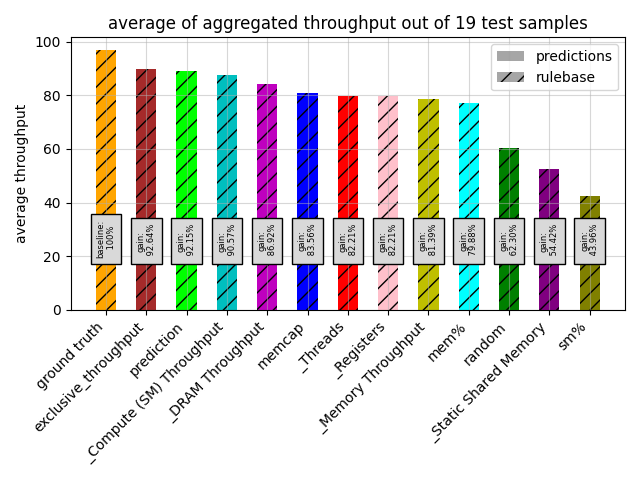 average of aggregated throughput out of 19 test samples
predictions
rulebase
average throughput
100
80
60
40
20
0
baseline:
100%
gain:
92.64%
gain:
92.15%
gain:
90.57%
gain:
86.92%
gain:
83.56%
gain:
82.21%
gain:
82.21%
gain:
81.39%
gain:
79.88%
gain:
62.30%
gain:
54.42%
gain:
43.96%
ground truth
exclusive_throughput
prediction
_Compute (SM) Throughput
_DRAM Throughput
memcap
_Threads
_Registers
_Memory Throughput
mem%
random
_Static Shared Memory
sm%